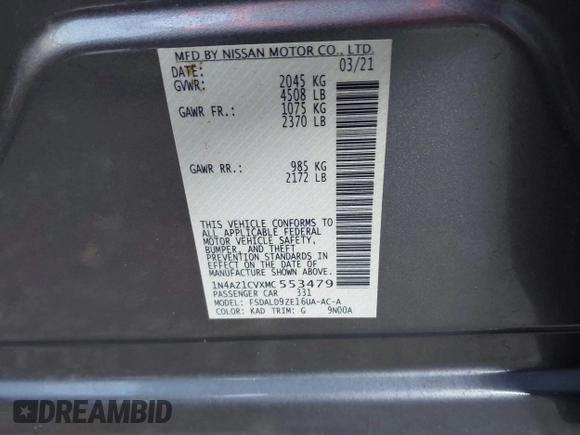 MFD BY NISSAN MOTOR CO., LTD.
DATE: 03/21
GVWR: 2045 KG
4508 LB
GAWR FR.: 1075 KG
2370 LB
GAWR RR.: 985 KG
2172 LB
THIS VEHICLE CONFORMS TO
ALL APPLICABLE FEDERAL
MOTOR VEHICLE SAFETY,
BUMPER, AND THEFT
PREVENTION STANDARDS IN
EFFECT ON THE DATE OF
MANUFACTURE SHOWN ABOVE.
1N4AZ1CVXMC553479
PASSENGER CAR 331
MODEL: FSDALD9ZE16UA-AC-A
COLOR: KAD TRIM: G 9N00A
DREAMBID